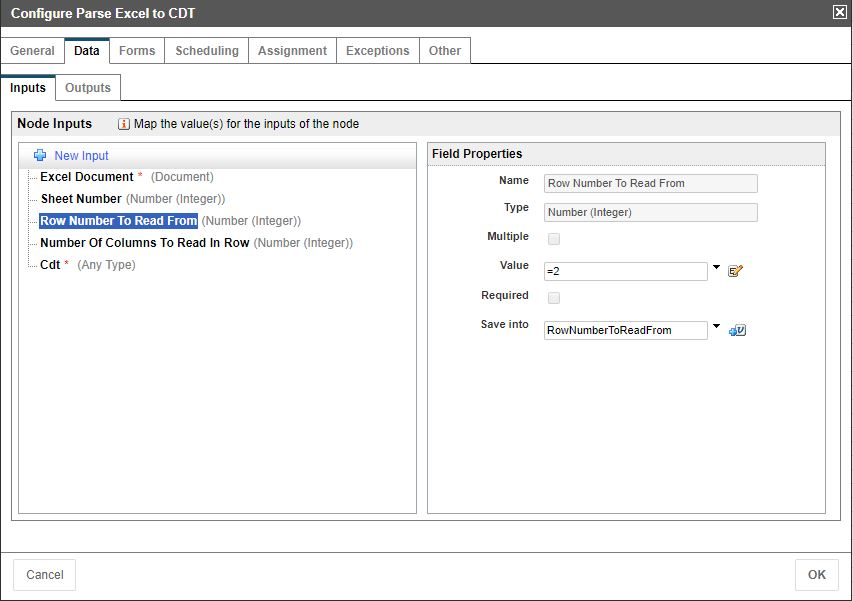 Configure Parse Excel to CDT
General Data Forms Scheduling Assignment Exceptions Other
Inputs Outputs
Node Inputs Map the value(s) for the inputs of the node
New Input
Excel Document * (Document)
Sheet Number (Number (Integer))
Row Number To Read From (Number (Integer))
Number Of Columns To Read In Row (Number (Integer))
Cdt * (Any Type)
Field Properties
Name Row Number To Read From
Type Number (Integer)
Multiple
Value =2
Required
Save into RowNumberToReadFrom
Cancel OK